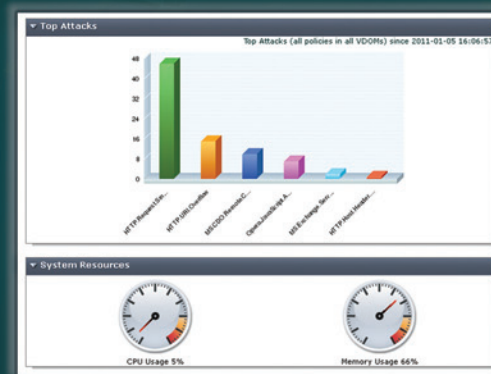 Top Attacks
Top Attacks (all policies in all VDOMs) since 2011-01-05 16:06:57
48
40
32
24
16
8
0
HTTP.Request.Sm...
HTTP.URI.Overflow
MS.CDO.Remote.C...
Opera.JavaScript.A...
MS.Exchange.Serv...
HTTP.Host.Header...
System Resources
CPU Usage 5%
Memory Usage 66%